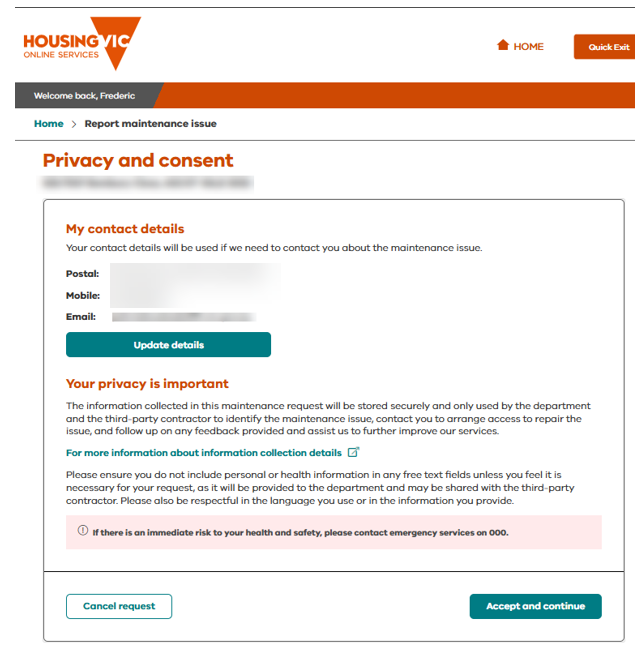 HOUSINGVIC
ONLINE SERVICES
HOME
Quick Exit
Welcome back, Frederic
Home > Report maintenance issue
Privacy and consent
My contact details
Your contact details will be used if we need to contact you about the maintenance issue.
Postal:
Mobile:
Email:
Update details
Your privacy is important
The information collected in this maintenance request will be stored securely and only used by the department
and the third-party contractor to identify the maintenance issue, contact you to arrange access to repair the
issue, and follow up on any feedback provided and assist us to further improve our services.
For more information about information collection details
Please ensure you do not include personal or health information in any free text fields unless you feel it is
necessary for your request, as it will be provided to the department and may be shared with the third-party
contractor. Please also be respectful in the language you use or in the information you provide.
If there is an immediate risk to your health and safety, please contact emergency services on 000.
Cancel request
Accept and continue